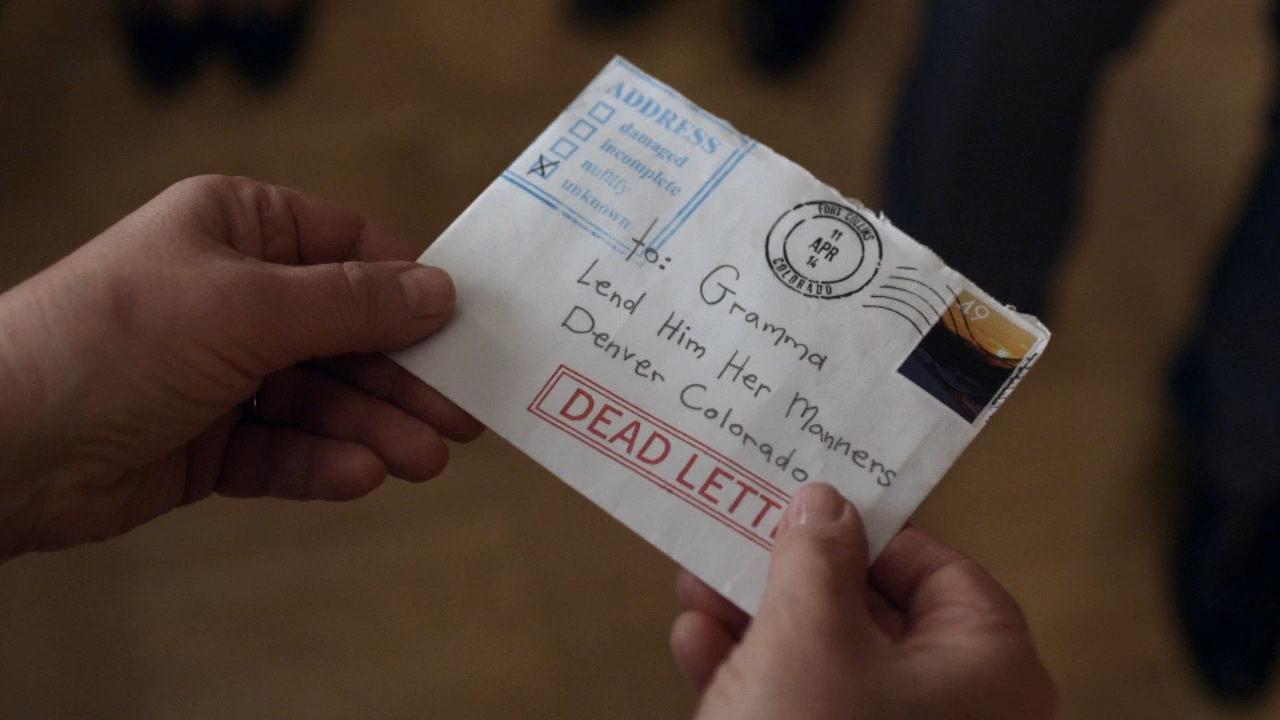 ADDRESS
damaged
incomplete
nullify
unknown
FORT COLLINS
11
APR
14
COLORADO
49
to: Gramma
Lend Him Her Manners
Denver Colorado
DEAD LETT